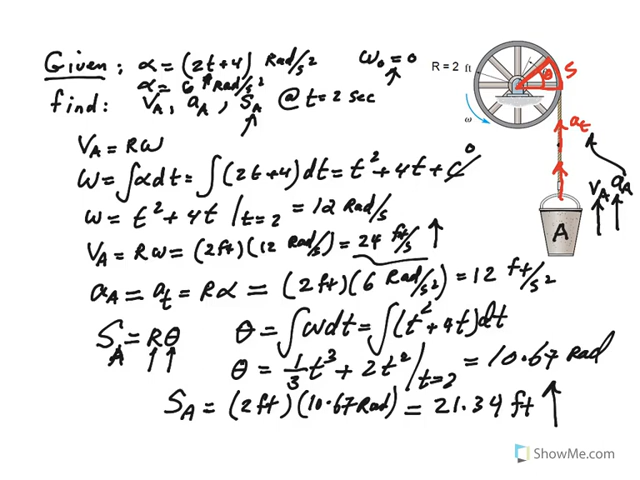 Given; α = (2t+4) Rad/s² ω₀ = 0
α = 6 Rad/s²
find: V_A, a_A, S_A @ t = 2 sec
R = 2 ft
θ S
ω
a_t
V_A a_A
A
V_A = Rω
ω = ∫αdt = ∫(2t+4)dt = t² + 4t + C 0
ω = t² + 4t |t=2 = 12 Rad/s
V_A = Rω = (2ft)(12 Rad/s) = 24 ft/s ↑
a_A = a_t = Rα = (2ft)(6 Rad/s²) = 12 ft/s²
S_A = Rθ θ = ∫ωdt = ∫(t² + 4t)dt
θ = 1/3 t³ + 2t² |t=2 = 10.67 Rad
S_A = (2ft)(10.67 Rad) = 21.34 ft ↑
ShowMe.com